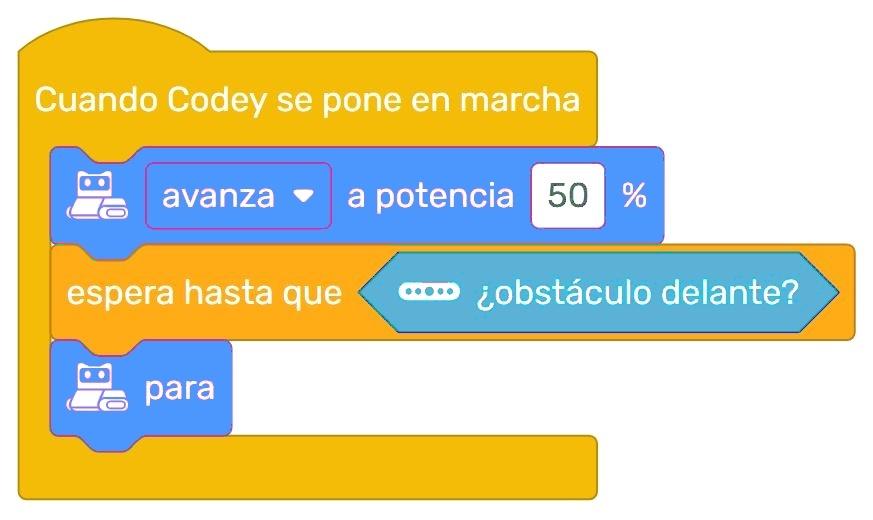 Cuando Codey se pone en marcha
avanza a potencia 50 %
espera hasta que ¿obstáculo delante?
para